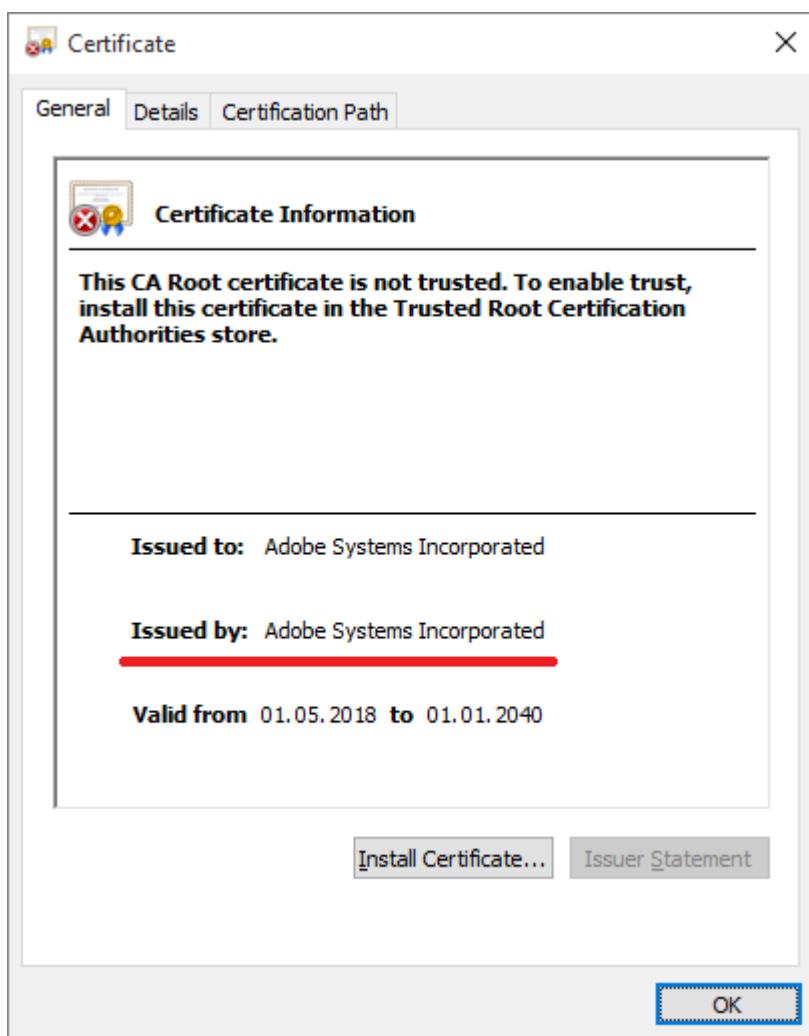 Certificate
General Details Certification Path
Certificate Information
This CA Root certificate is not trusted. To enable trust,
install this certificate in the Trusted Root Certification
Authorities store.
Issued to: Adobe Systems Incorporated
Issued by: Adobe Systems Incorporated
Valid from 01.05.2018 to 01.01.2040
Install Certificate... Issuer Statement
OK